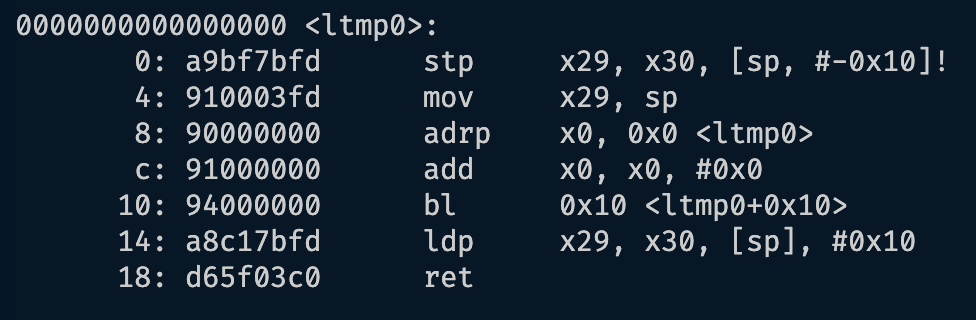 0000000000000000 <ltmp0>:
0: a9bf7bfd stp x29, x30, [sp, #-0x10]!
4: 910003fd mov x29, sp
8: 90000000 adrp x0, 0x0 <ltmp0>
c: 91000000 add x0, x0, #0x0
10: 94000000 bl 0x10 <ltmp0+0x10>
14: a8c17bfd ldp x29, x30, [sp], #0x10
18: d65f03c0 ret